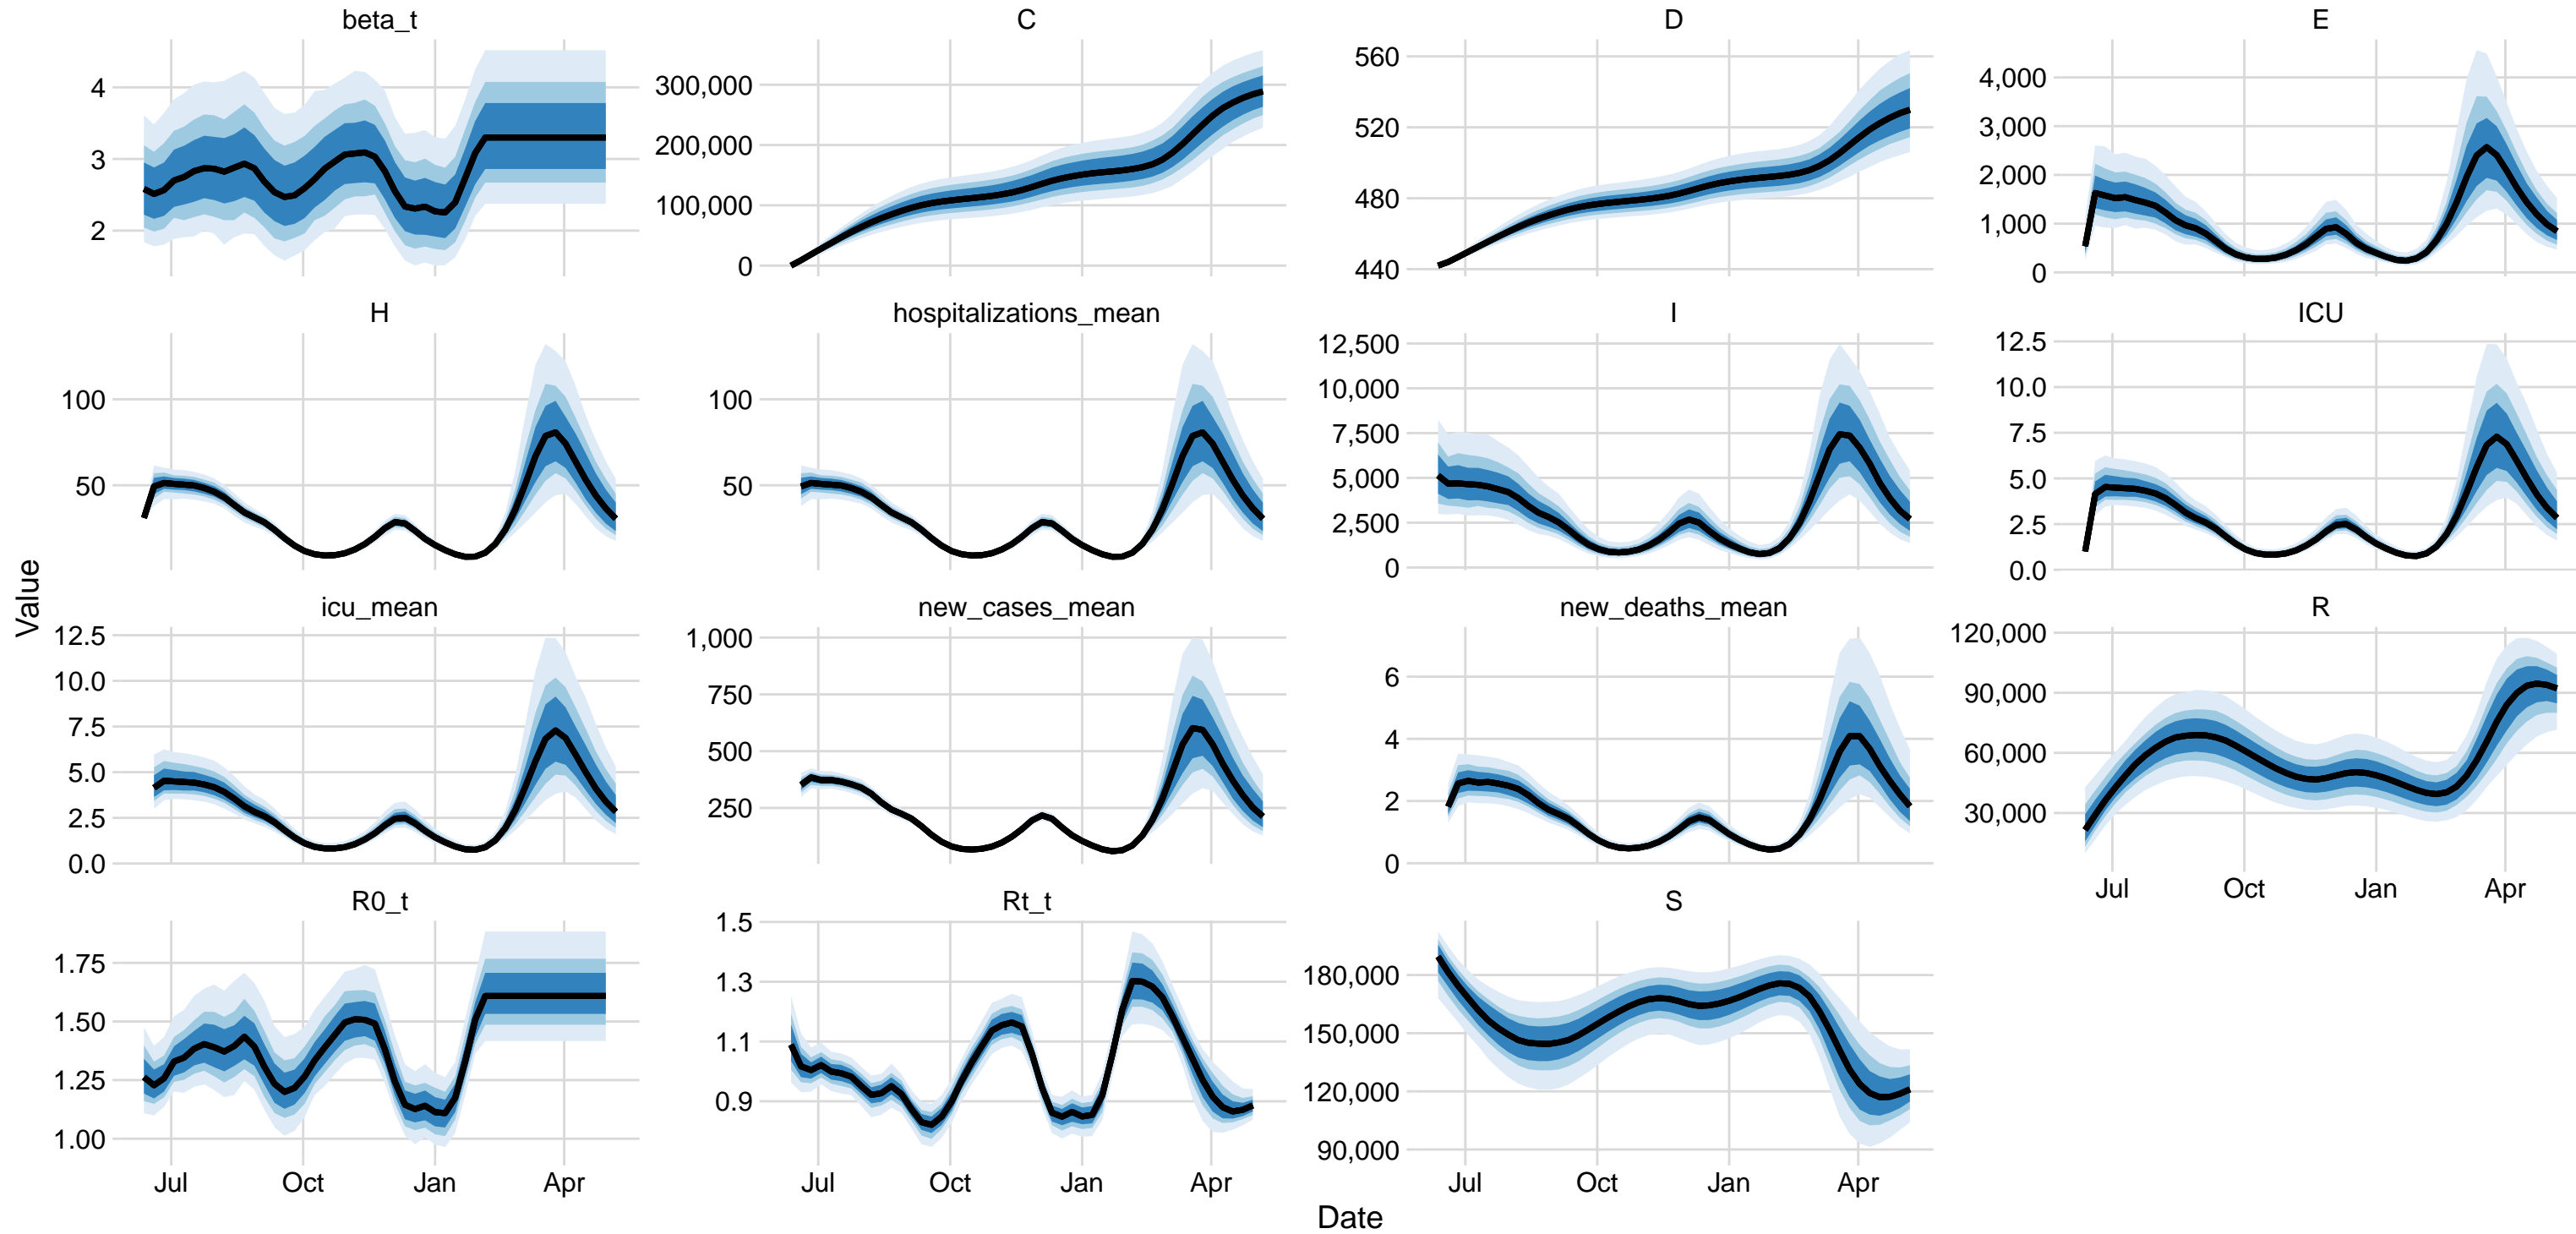 beta_t
C
D
E
4
3
2
300,000
200,000
100,000
0
560
520
480
440
4,000
3,000
2,000
1,000
0
H
hospitalizations_mean
I
ICU
100
50
100
50
12,500
10,000
7,500
5,000
2,500
0
12.5
10.0
7.5
5.0
2.5
0.0
Value
icu_mean
new_cases_mean
new_deaths_mean
R
12.5
10.0
7.5
5.0
2.5
0.0
1,000
750
500
250
6
4
2
0
120,000
90,000
60,000
30,000
Jul Oct Jan Apr
R0_t
Rt_t
S
1.75
1.50
1.25
1.00
1.5
1.3
1.1
0.9
180,000
150,000
120,000
90,000
Jul Oct Jan Apr
Jul Oct Jan Apr
Jul Oct Jan Apr
Date